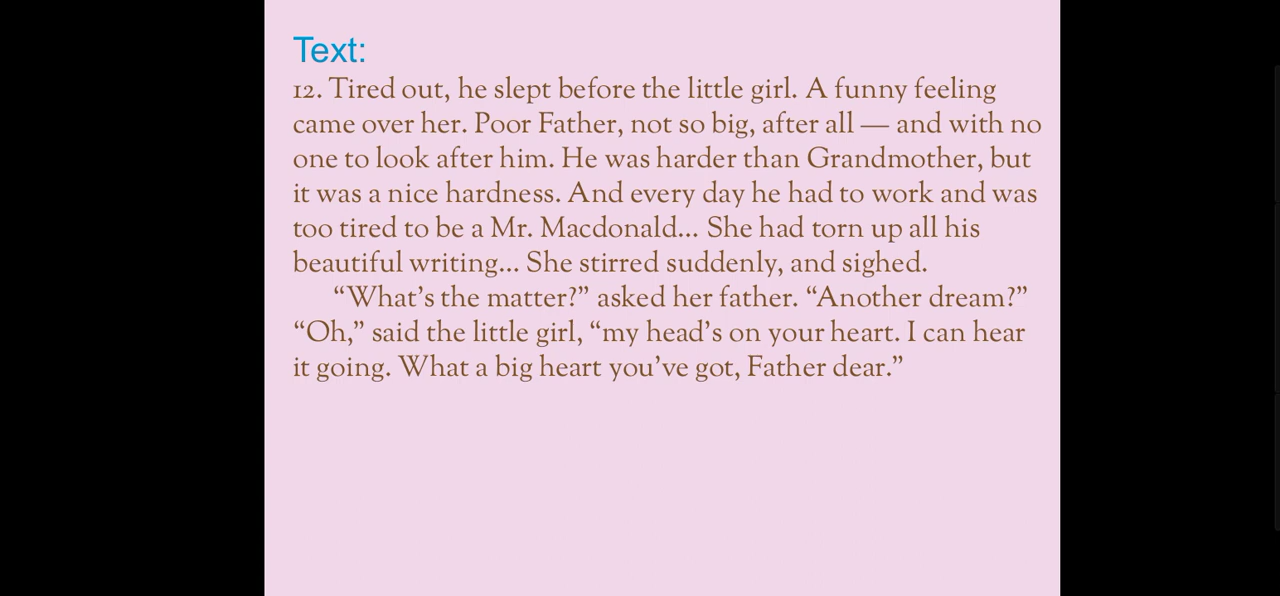 Text:
12. Tired out, he slept before the little girl. A funny feeling
came over her. Poor Father, not so big, after all — and with no
one to look after him. He was harder than Grandmother, but
it was a nice hardness. And every day he had to work and was
too tired to be a Mr. Macdonald... She had torn up all his
beautiful writing... She stirred suddenly, and sighed.
“What’s the matter?” asked her father. “Another dream?”
“Oh,” said the little girl, “my head’s on your heart. I can hear
it going. What a big heart you’ve got, Father dear.”